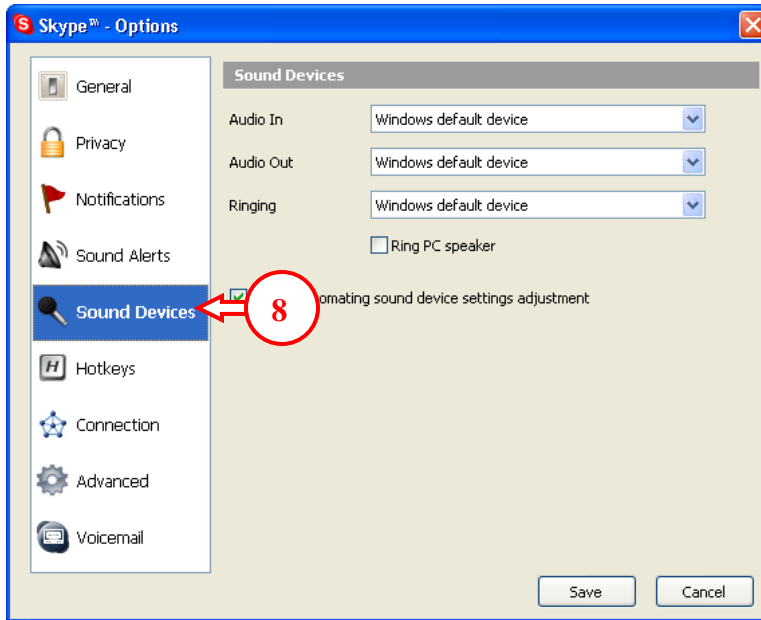 Skype™ - Options
General
Privacy
Notifications
Sound Alerts
Sound Devices
Hotkeys
Connection
Advanced
Voicemail
Sound Devices
Audio In Windows default device
Audio Out Windows default device
Ringing Windows default device
Ring PC speaker
omating sound device settings adjustment
8
Save Cancel